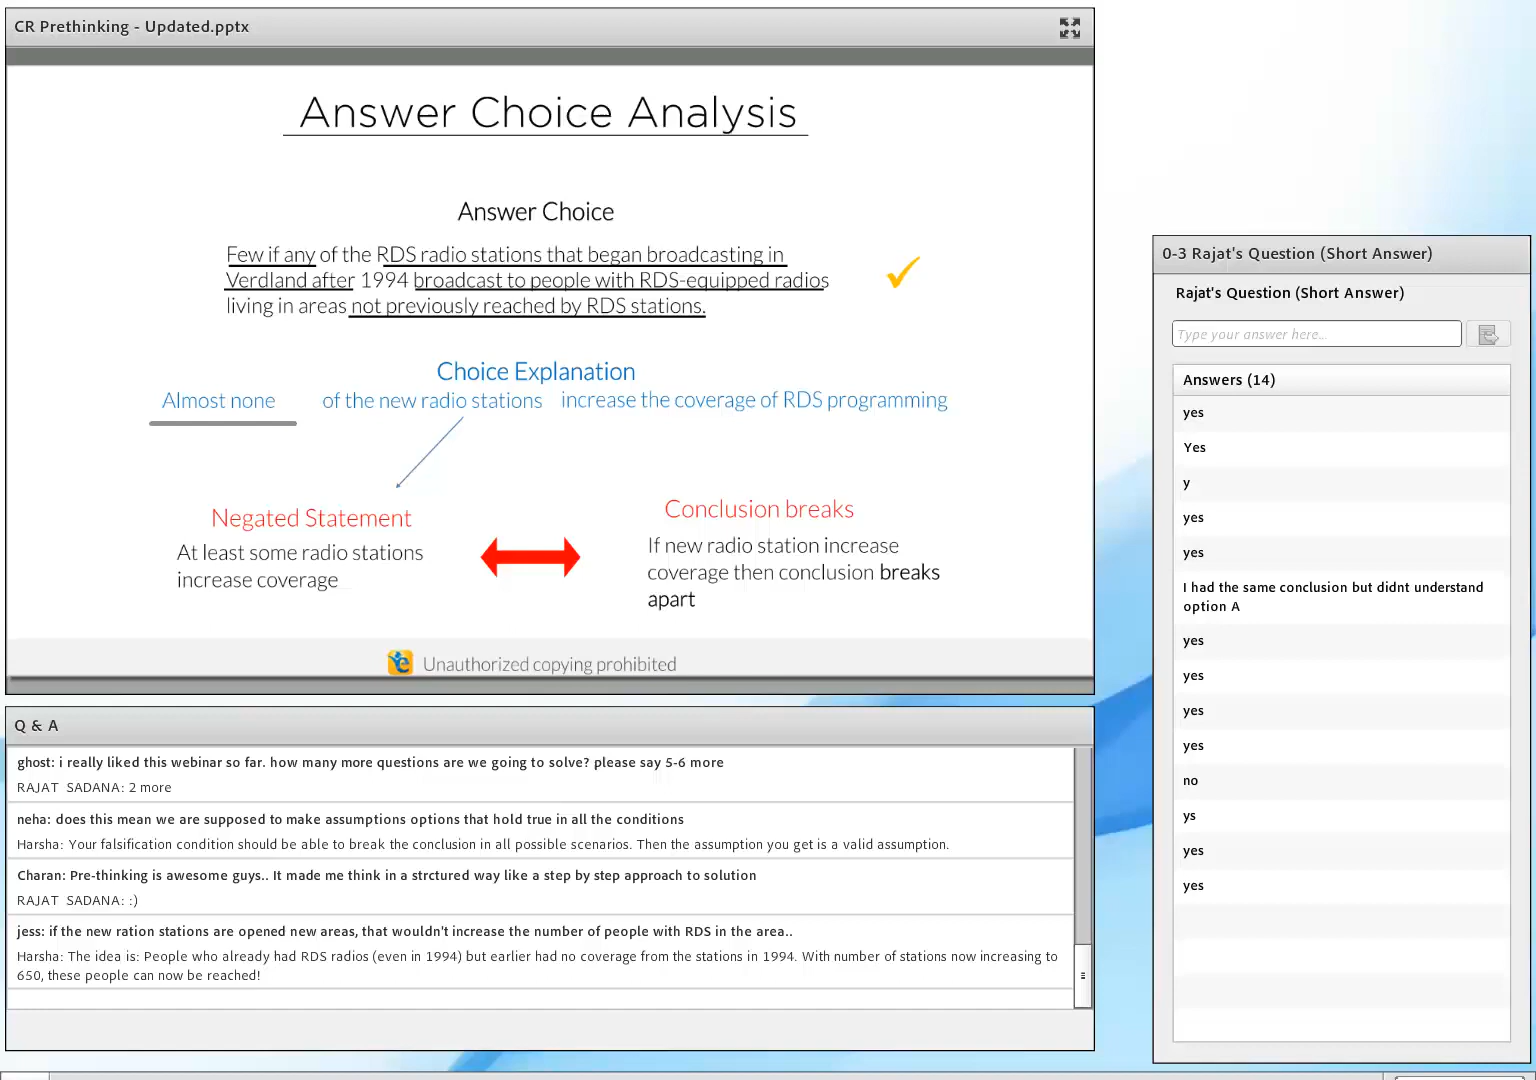 CR Prethinking - Updated.pptx
Answer Choice Analysis
Answer Choice
Few if any of the RDS radio stations that began broadcasting in
Verdland after 1994 broadcast to people with RDS-equipped radios
living in areas not previously reached by RDS stations.
Choice Explanation
Almost none of the new radio stations increase the coverage of RDS programming
Negated Statement
At least some radio stations
increase coverage
Conclusion breaks
If new radio station increase
coverage then conclusion breaks
apart
Unauthorized copying prohibited
Q & A
ghost: i really liked this webinar so far. how many more questions are we going to solve? please say 5-6 more
RAJAT SADANA: 2 more
neha: does this mean we are supposed to make assumptions options that hold true in all the conditions
Harsha: Your falsification condition should be able to break the conclusion in all possible scenarios. Then the assumption you get is a valid assumption.
Charan: Pre-thinking is awesome guys.. It made me think in a strctured way like a step by step approach to solution
RAJAT SADANA: :)
jess: if the new ration stations are opened new areas, that wouldn't increase the number of people with RDS in the area..
Harsha: The idea is: People who already had RDS radios (even in 1994) but earlier had no coverage from the stations in 1994. With number of stations now increasing to
650, these people can now be reached!
0-3 Rajat's Question (Short Answer)
Rajat's Question (Short Answer)
Type your answer here...
Answers (14)
yes
Yes
y
yes
yes
I had the same conclusion but didnt understand
option A
yes
yes
yes
yes
no
ys
yes
yes